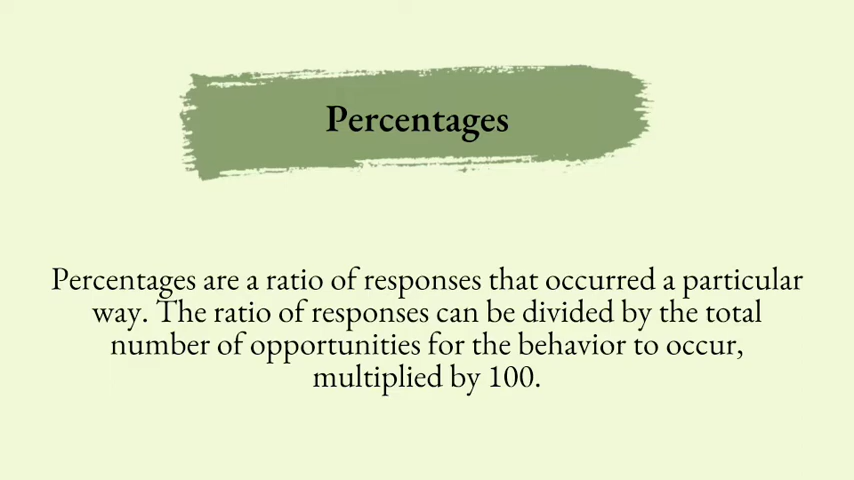 Percentages
Percentages are a ratio of responses that occurred a particular
way. The ratio of responses can be divided by the total
number of opportunities for the behavior to occur,
multiplied by 100.